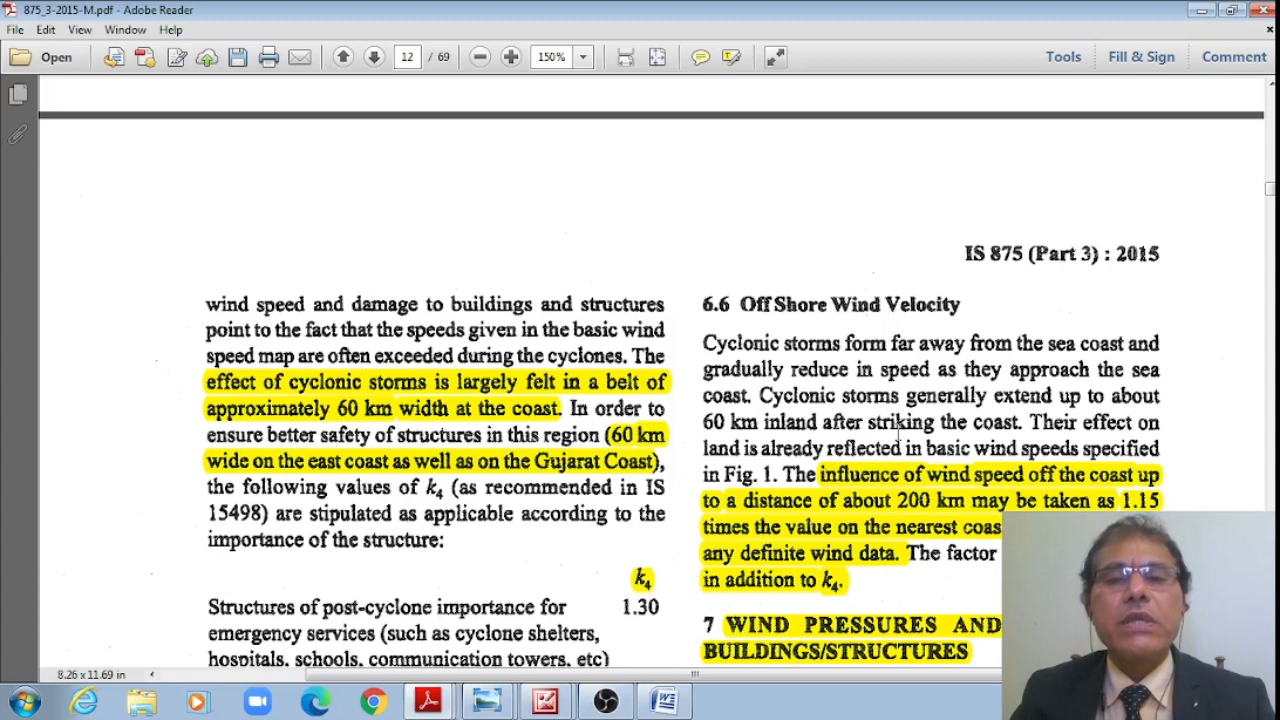 875_3-2015-M.pdf - Adobe Reader
File Edit View Window Help
Open 12 / 69 150% Tools Fill & Sign Comment
IS 875 (Part 3) : 2015
wind speed and damage to buildings and structures
point to the fact that the speeds given in the basic wind
speed map are often exceeded during the cyclones. The
effect of cyclonic storms is largely felt in a belt of
approximately 60 km width at the coast. In order to
ensure better safety of structures in this region (60 km
wide on the east coast as well as on the Gujarat Coast),
the following values of k4 (as recommended in IS
15498) are stipulated as applicable according to the
importance of the structure:
k4
Structures of post-cyclone importance for 1.30
emergency services (such as cyclone shelters,
hospitals, schools, communication towers, etc)
6.6 Off Shore Wind Velocity
Cyclonic storms form far away from the sea coast and
gradually reduce in speed as they approach the sea
coast. Cyclonic storms generally extend up to about
60 km inland after striking the coast. Their effect on
land is already reflected in basic wind speeds specified
in Fig. 1. The influence of wind speed off the coast up
to a distance of about 200 km may be taken as 1.15
times the value on the nearest coas
any definite wind data. The factor
in addition to k4.
7 WIND PRESSURES AND
BUILDINGS/STRUCTURES
8.26 x 11.69 in